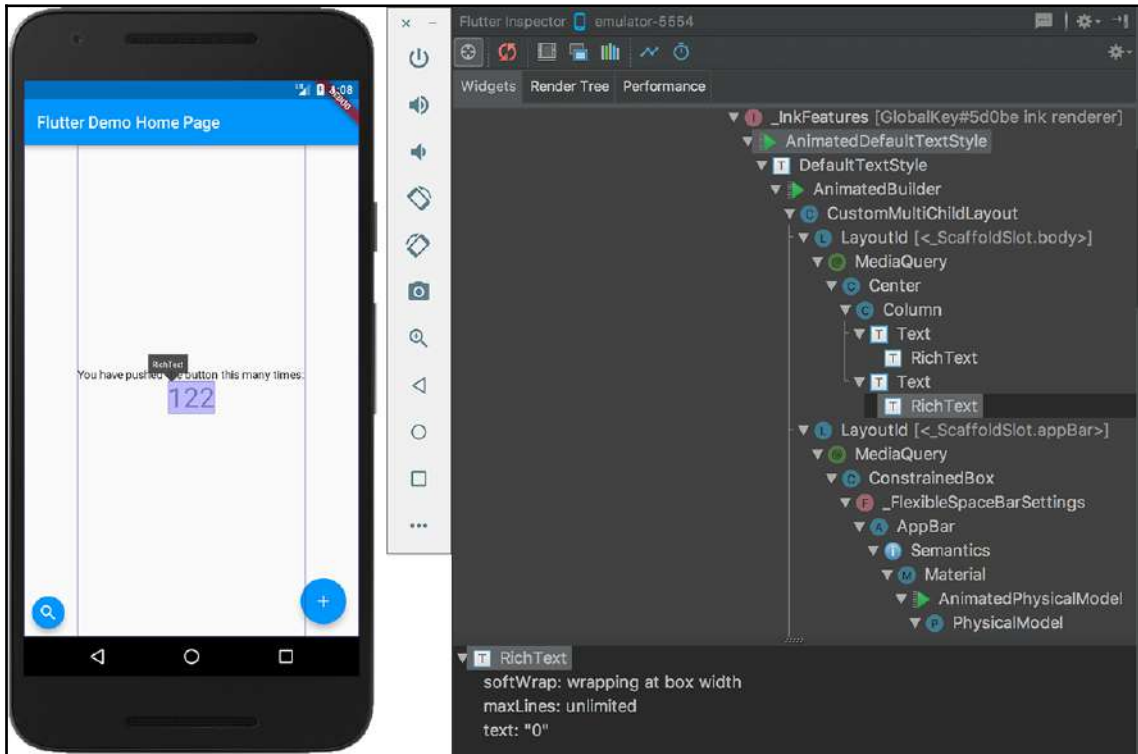 8:08
Flutter Demo Home Page
RichText
You have pushed the button this many times:
122
Flutter Inspector emulator-5554
Widgets Render Tree Performance
_InkFeatures [GlobalKey#5d0be ink renderer]
AnimatedDefaultTextStyle
T DefaultTextStyle
AnimatedBuilder
C CustomMultiChildLayout
L LayoutId [<_ScaffoldSlot.body>]
MediaQuery
C Center
C Column
T Text
T RichText
T Text
T RichText
L LayoutId [<_ScaffoldSlot.appBar>]
MediaQuery
C ConstrainedBox
F _FlexibleSpaceBarSettings
A AppBar
Semantics
M Material
AnimatedPhysicalModel
P PhysicalModel
T RichText
softWrap: wrapping at box width
maxLines: unlimited
text: "0"